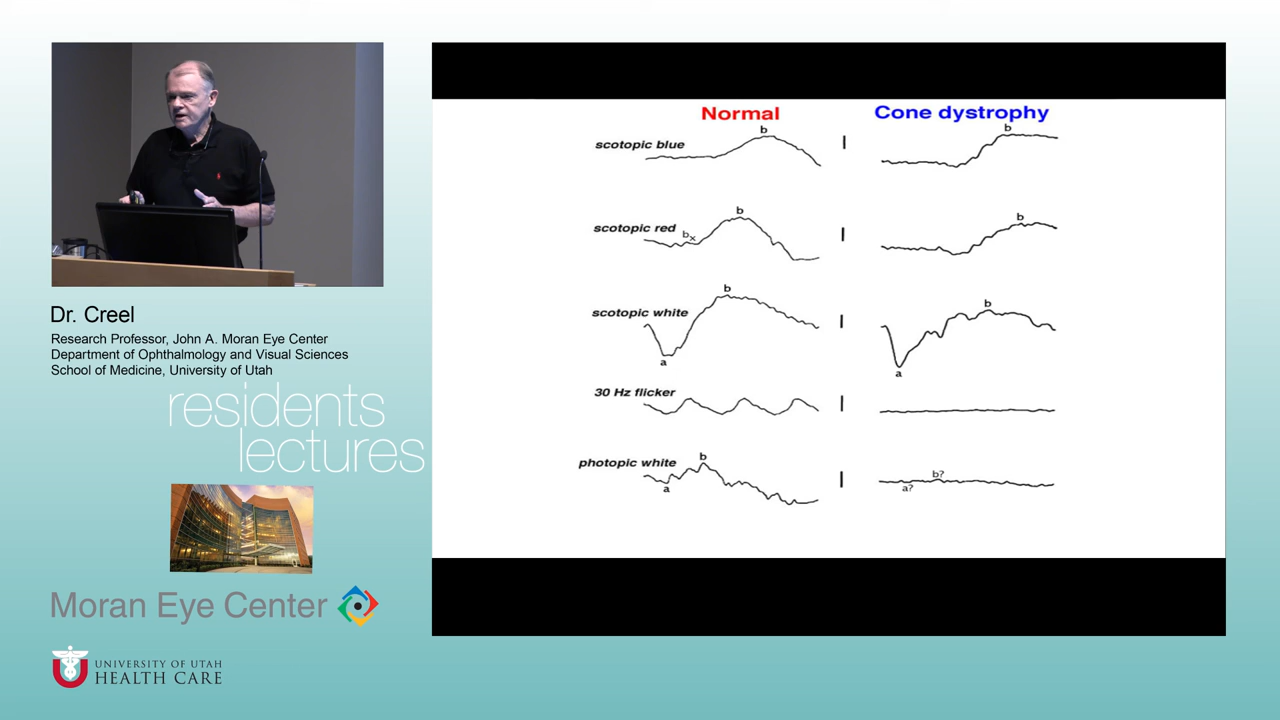 Normal
Cone dystrophy
scotopic blue
b
b
scotopic red
bx
b
b
scotopic white
b
a
b
a
30 Hz flicker
photopic white
b
a
b?
a?
Dr. Creel
Research Professor, John A. Moran Eye Center
Department of Ophthalmology and Visual Sciences
School of Medicine, University of Utah
residents
lectures
Moran Eye Center
UNIVERSITY OF UTAH
HEALTH CARE